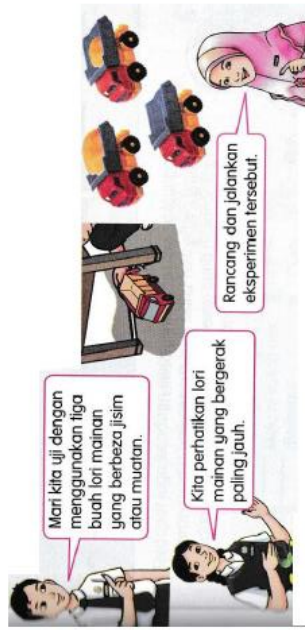 Mari kita uji dengan
menggunakan tiga
buah lori mainan
yang berbeza jisim
atau muatan.
Kita perhatikan lori
mainan yang bergerak
paling jauh.
Rancang dan jalankan
eksperimen tersebut.